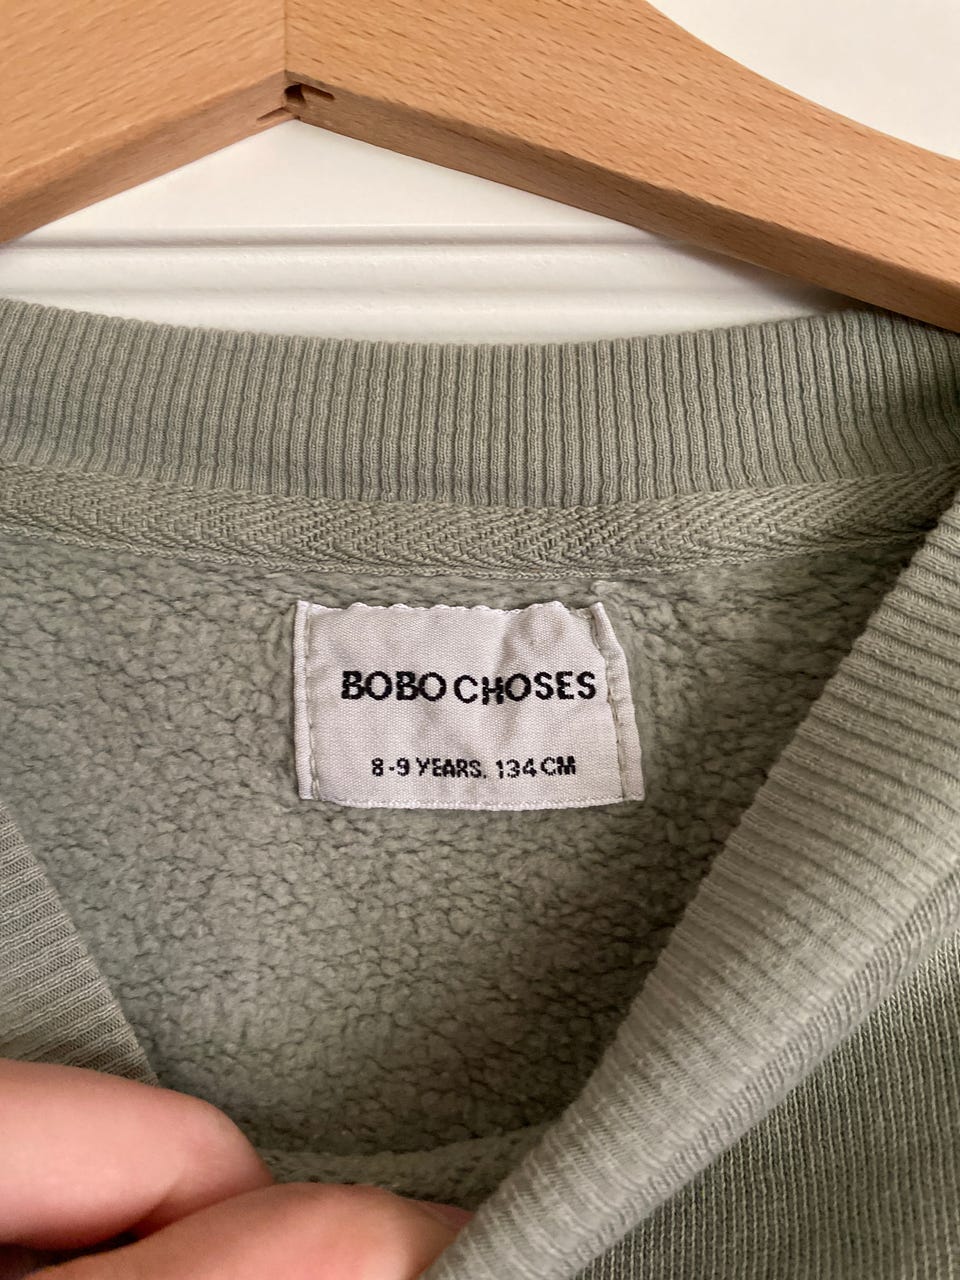 BOBO CHOSES
8-9 YEARS. 134 CM